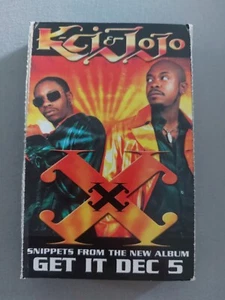 K-Ci & JoJo
X
X
SNIPPETS FROM THE NEW ALBUM
GET IT DEC 5